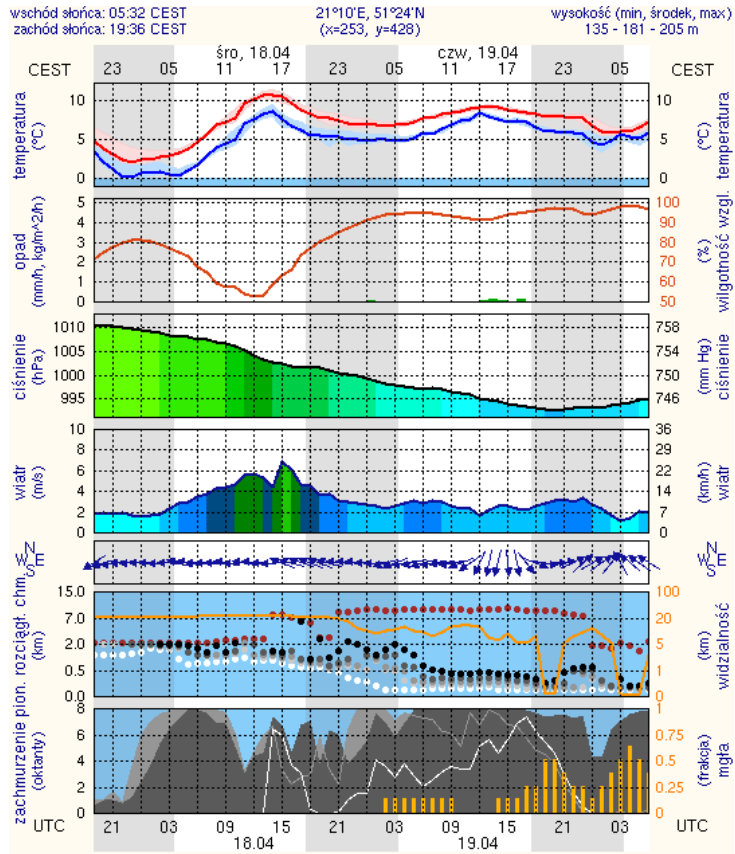 wschód słońca: 05:32 CEST 21°10'E, 51°24'N wysokość (min, środek, max)
zachód słońca: 19:36 CEST (x=253, y=428) 135 - 181 - 205 m
śro, 18.04 czw, 19.04
CEST 23 05 11 17 23 05 11 17 23 05 CEST
temperatura
(°C)
10
5
0
10
5
0
(°C)
temperatura
opad
(mm/h, kg/m^2/h)
5
4
3
2
1
0
100
90
80
70
60
50
(%)
wilgotność wzgl.
ciśnienie
(hPa)
1010
1005
1000
995
758
754
750
746
(mm Hg)
ciśnienie
wiatr
(m/s)
10
8
6
4
2
0
36
29
22
14
7
0
(km/h)
wiatr
N
W E
S
N
W E
S
pion. rozciągł. chm.
(km)
15.0
7.0
2.0
0.5
0.0
100
20
5
1
0
(km)
widzialność
zachmurzenie
(oktanty)
8
6
4
2
0
1
0.75
0.5
0.25
0
(frakcja)
mgła
UTC 21 03 09 15 21 03 09 15 21 03 UTC
18.04 19.04